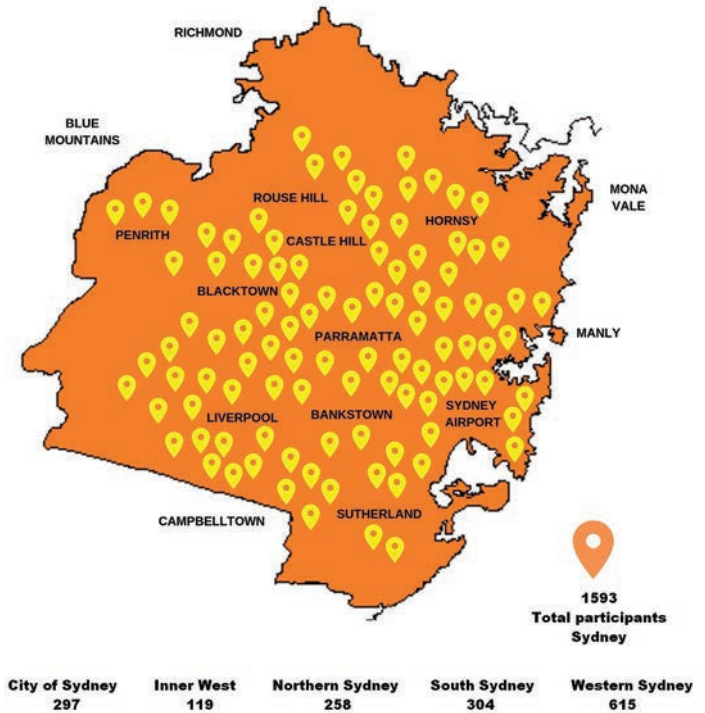 RICHMOND
BLUE
MOUNTAINS
ROUSE HILL
MONA
VALE
HORNSY
PENRITH
CASTLE HILL
BLACKTOWN
PARRAMATTA
MANLY
LIVERPOOL
BANKSTOWN
SYDNEY
AIRPORT
CAMPBELLTOWN
SUTHERLAND
1593
Total participants
Sydney
City of Sydney
297
Inner West
119
Northern Sydney
258
South Sydney
304
Western Sydney
615